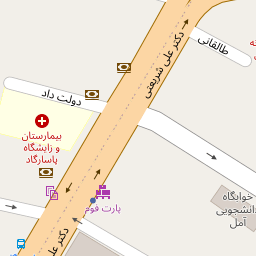 طالقانی
دکتر علی شریعتی
دولت داد
بیمارستان
و زایشگاه
پاسارگاد
خوابگاه
دانشجویی
آمل
پارت فوم
دکتر علی